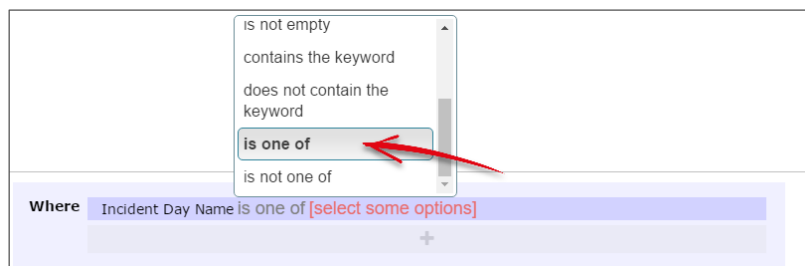 is not empty
contains the keyword
does not contain the
keyword
is one of
is not one of
Where Incident Day Name is one of [select some options]
+